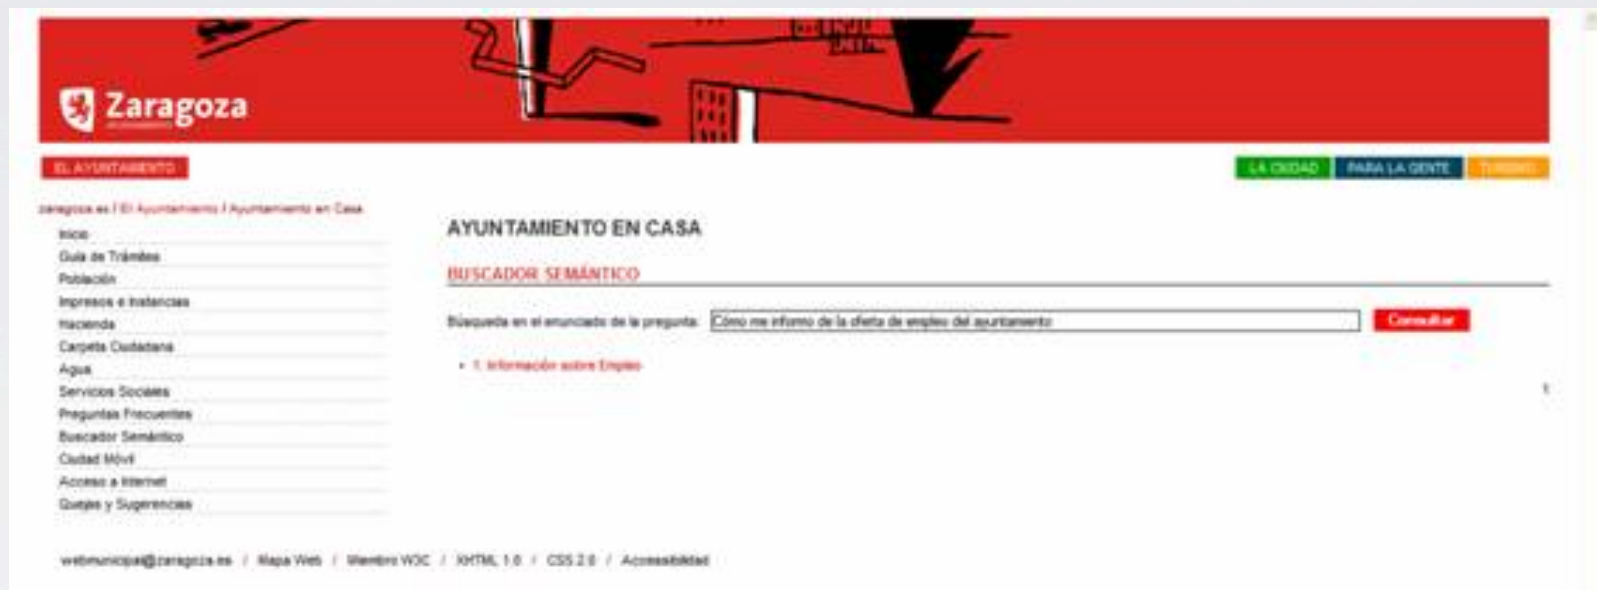 Zaragoza
AYUNTAMIENTO
EL AYUNTAMIENTO
LA CIUDAD PARA LA GENTE TURISMO
zaragoza.es / El Ayuntamiento / Ayuntamiento en Casa
Inicio
Guía de Trámites
Población
Impresos e Instancias
Hacienda
Carpeta Ciudadana
Agua
Servicios Sociales
Preguntas Frecuentes
Buscador Semántico
Ciudad Móvil
Acceso a Internet
Quejas y Sugerencias
AYUNTAMIENTO EN CASA
BUSCADOR SEMÁNTICO
Búsqueda en el enunciado de la pregunta: Cómo me informo de la oferta de empleo del ayuntamiento Consultar
1. Información sobre Empleo
1
webmunicipal@zaragoza.es / Mapa Web / Miembro W3C / XHTML 1.0 / CSS 2.0 / Accesibilidad